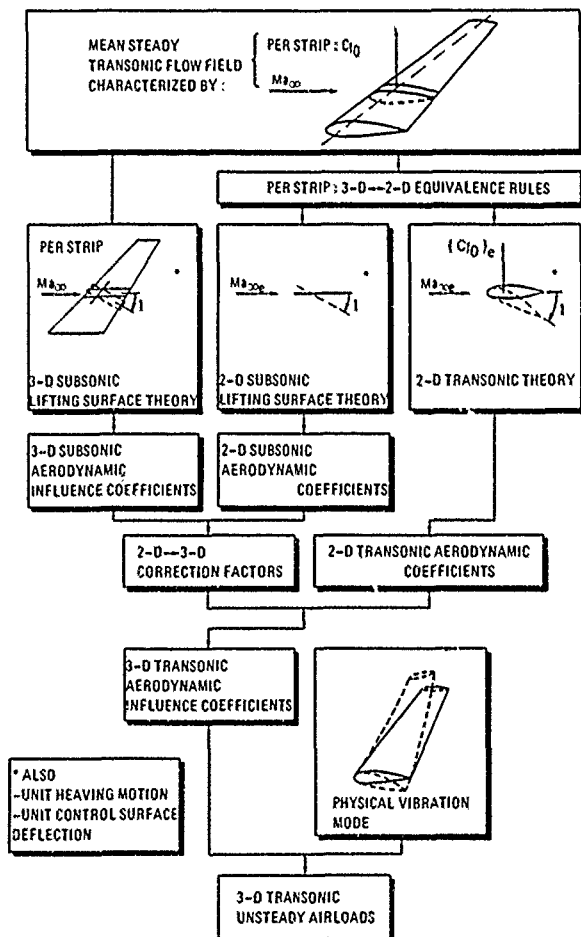 MEAN STEADY
TRANSONIC FLOW FIELD
CHARACTERIZED BY :
PER STRIP : Cl0
Ma∞
PER STRIP : 3-D→2-D EQUIVALENCE RULES
PER STRIP
Ma∞
*
1
3-D SUBSONIC
LIFTING SURFACE THEORY
Ma∞e
*
1
2-D SUBSONIC
LIFTING SURFACE THEORY
(Cl0)e
Ma∞e
*
1
2-D TRANSONIC THEORY
3-D SUBSONIC
AERODYNAMIC
INFLUENCE COEFFICIENTS
2-D SUBSONIC
AERODYNAMIC
COEFFICIENTS
2-D→3-D
CORRECTION FACTORS
2-D TRANSONIC AERODYNAMIC
COEFFICIENTS
3-D TRANSONIC
AERODYNAMIC
INFLUENCE COEFFICIENTS
PHYSICAL VIBRATION
MODE
* ALSO
-UNIT HEAVING MOTION
-UNIT CONTROL SURFACE
DEFLECTION
3-D TRANSONIC
UNSTEADY AIRLOADS